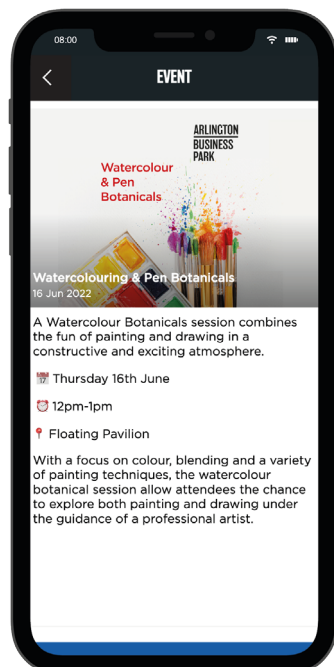 08:00
EVENT
ARLINGTON
BUSINESS
PARK
Watercolour
& Pen
Botanicals
Watercolouring & Pen Botanicals
16 Jun 2022
A Watercolour Botanicals session combines
the fun of painting and drawing in a
constructive and exciting atmosphere.
Thursday 16th June
12pm-1pm
Floating Pavilion
With a focus on colour, blending and a variety
of painting techniques, the watercolour
botanical session allow attendees the chance
to explore both painting and drawing under
the guidance of a professional artist.